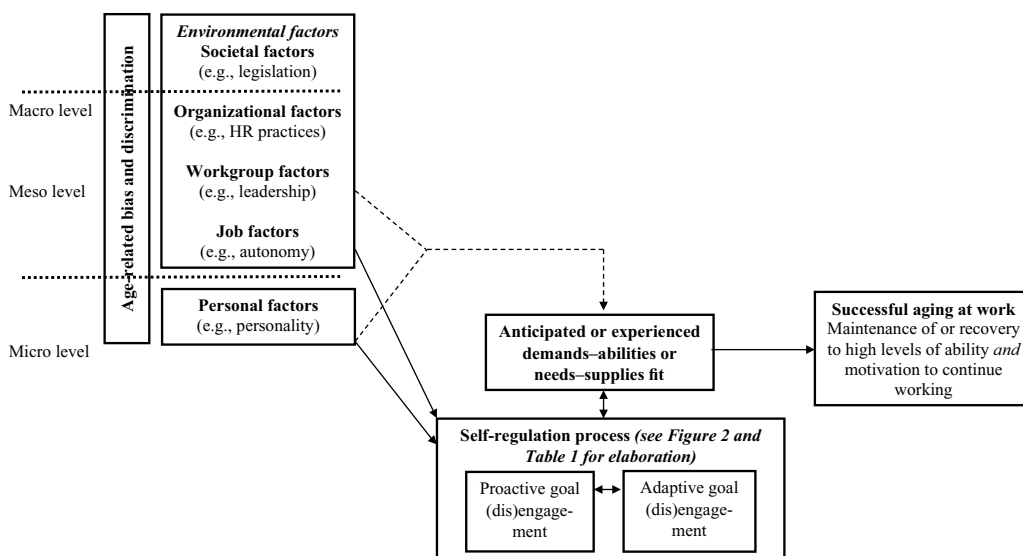 Macro level
Meso level
Micro level
Age-related bias and discrimination
Environmental factors
Societal factors
(e.g., legislation)
Organizational factors
(e.g., HR practices)
Workgroup factors
(e.g., leadership)
Job factors
(e.g., autonomy)
Personal factors
(e.g., personality)
Anticipated or experienced
demands–abilities or
needs–supplies fit
Successful aging at work
Maintenance of or recovery
to high levels of ability and
motivation to continue
working
Self-regulation process (see Figure 2 and
Table 1 for elaboration)
Proactive goal
(dis)engage-
ment
Adaptive goal
(dis)engage-
ment